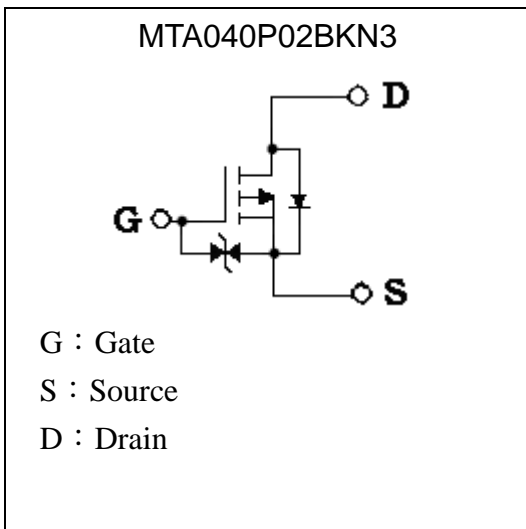 MTA040P02BKN3
D
G
S
G：Gate
S：Source
D：Drain